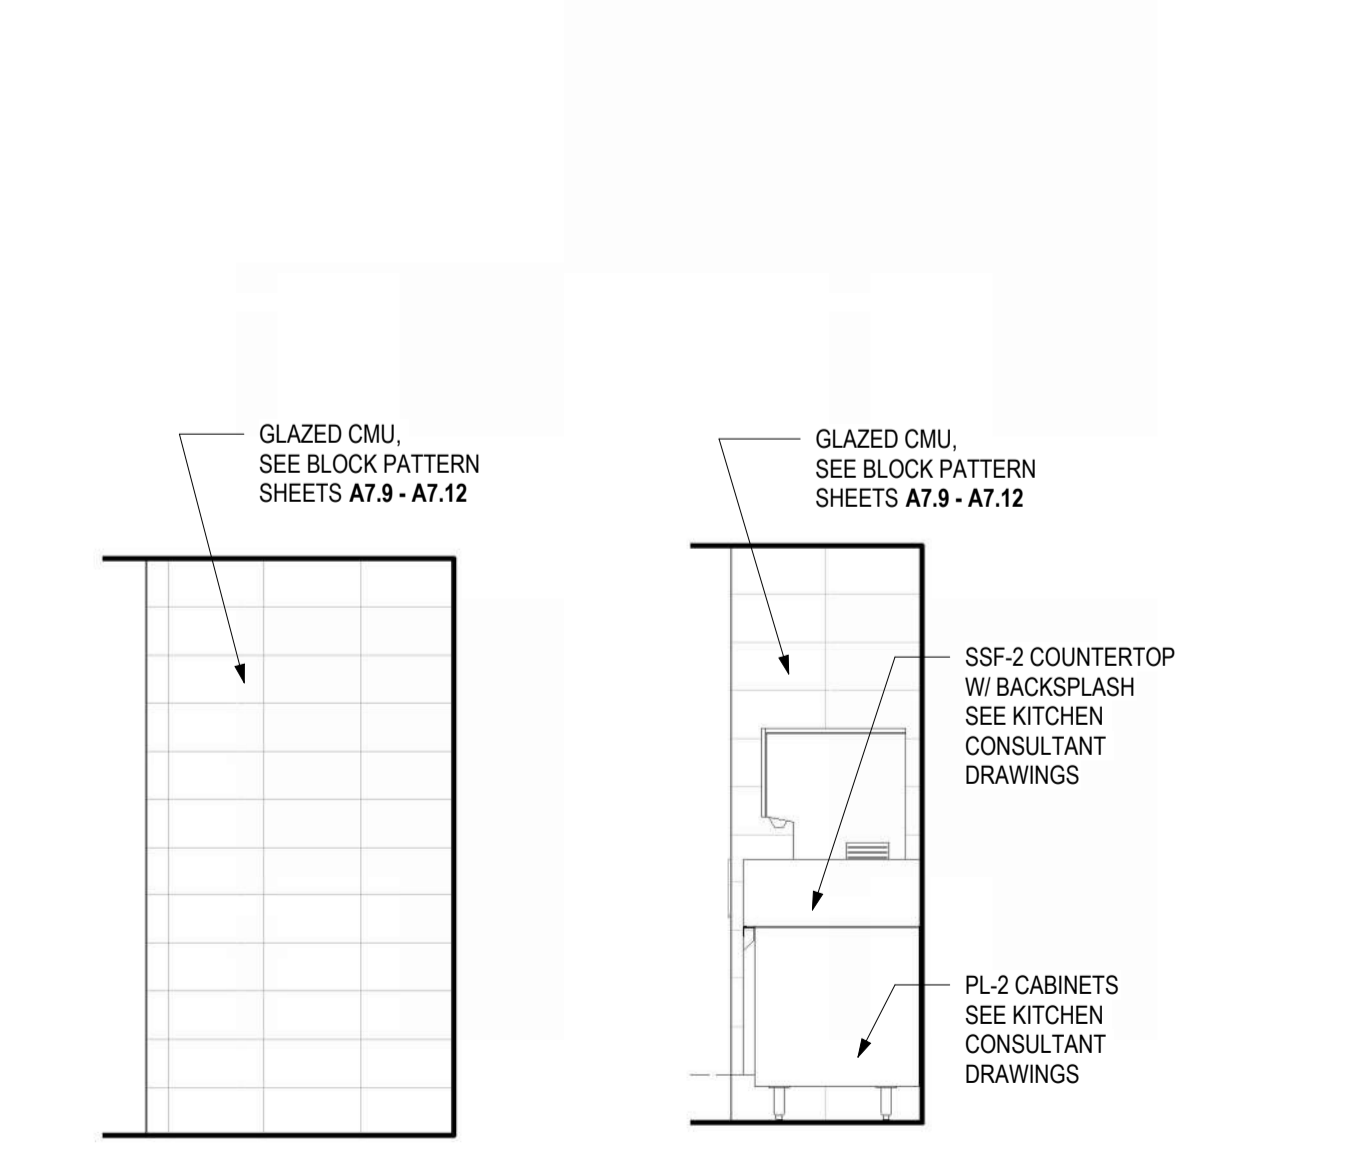 GLAZED CMU,
SEE BLOCK PATTERN
SHEETS A7.9 - A7.12
GLAZED CMU,
SEE BLOCK PATTERN
SHEETS A7.9 - A7.12
SSF-2 COUNTERTOP
W/ BACKSPLASH
SEE KITCHEN
CONSULTANT
DRAWINGS
PL-2 CABINETS
SEE KITCHEN
CONSULTANT
DRAWINGS